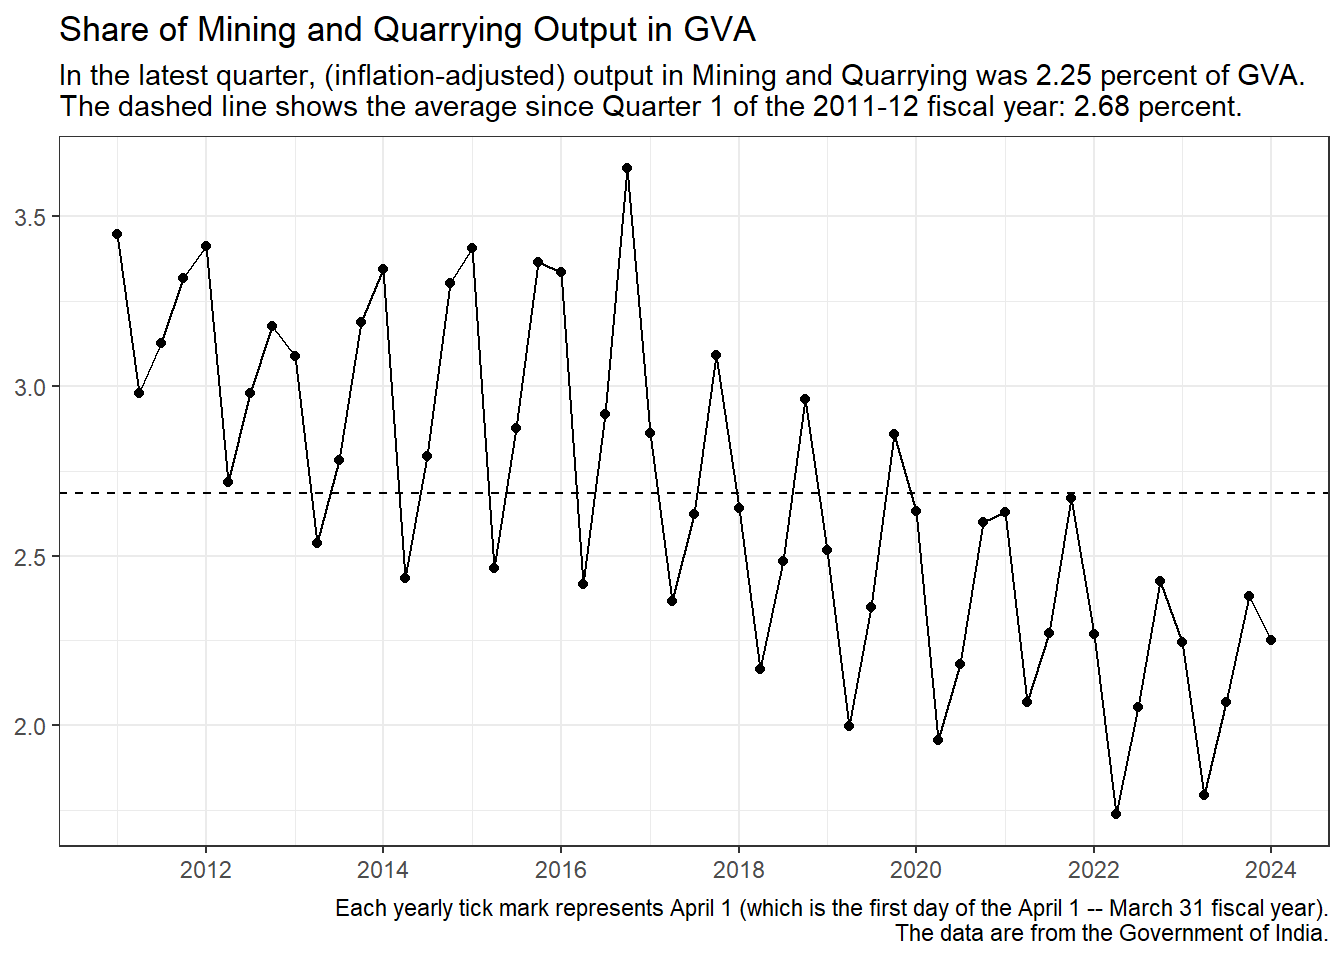 Share of Mining and Quarrying Output in GVA
In the latest quarter, (inflation-adjusted) output in Mining and Quarrying was 2.25 percent of GVA.
The dashed line shows the average since Quarter 1 of the 2011-12 fiscal year: 2.68 percent.
3.5
3.0
2.5
2.0
2012 2014 2016 2018 2020 2022 2024
Each yearly tick mark represents April 1 (which is the first day of the April 1 -- March 31 fiscal year).
The data are from the Government of India.